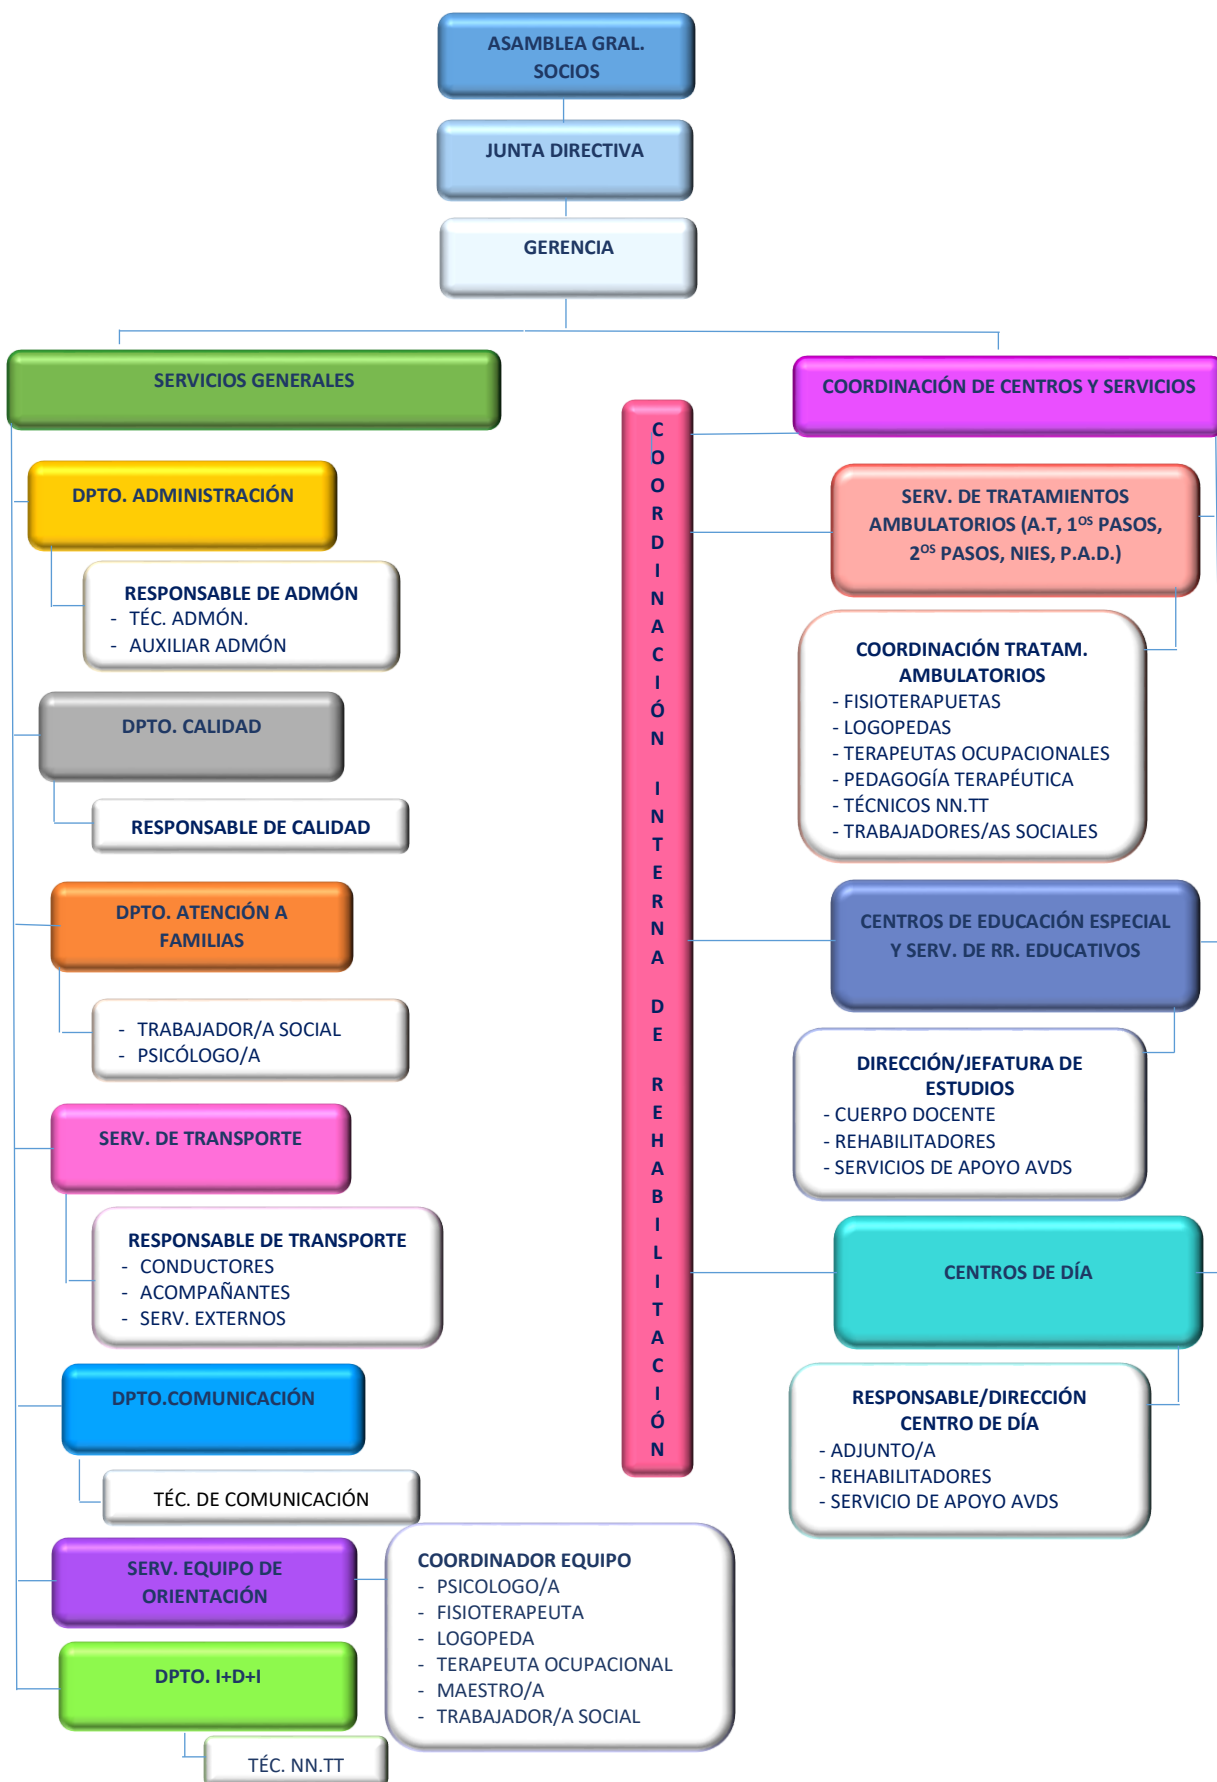 ASAMBLEA GRAL.
SOCIOS
JUNTA DIRECTIVA
GERENCIA
SERVICIOS GENERALES
DPTO. ADMINISTRACIÓN
RESPONSABLE DE ADMÓN
- TÉC. ADMÓN.
- AUXILIAR ADMÓN
DPTO. CALIDAD
RESPONSABLE DE CALIDAD
DPTO. ATENCIÓN A
FAMILIAS
- TRABAJADOR/A SOCIAL
- PSICÓLOGO/A
SERV. DE TRANSPORTE
RESPONSABLE DE TRANSPORTE
- CONDUCTORES
- ACOMPAÑANTES
- SERV. EXTERNOS
DPTO.COMUNICACIÓN
TÉC. DE COMUNICACIÓN
SERV. EQUIPO DE
ORIENTACIÓN
COORDINADOR EQUIPO
- PSICOLOGO/A
- FISIOTERAPEUTA
- LOGOPEDA
- TERAPEUTA OCUPACIONAL
- MAESTRO/A
- TRABAJADOR/A SOCIAL
DPTO. I+D+I
TÉC. NN.TT
COORDINACIÓN INTERNA DE REHABILITACIÓN
COORDINACIÓN DE CENTROS Y SERVICIOS
SERV. DE TRATAMIENTOS
AMBULATORIOS (A.T, 1OS PASOS,
2OS PASOS, NIES, P.A.D.)
COORDINACIÓN TRATAM.
AMBULATORIOS
- FISIOTERAPUETAS
- LOGOPEDAS
- TERAPEUTAS OCUPACIONALES
- PEDAGOGÍA TERAPÉUTICA
- TÉCNICOS NN.TT
- TRABAJADORES/AS SOCIALES
CENTROS DE EDUCACIÓN ESPECIAL
Y SERV. DE RR. EDUCATIVOS
DIRECCIÓN/JEFATURA DE
ESTUDIOS
- CUERPO DOCENTE
- REHABILITADORES
- SERVICIOS DE APOYO AVDS
CENTROS DE DÍA
RESPONSABLE/DIRECCIÓN
CENTRO DE DÍA
- ADJUNTO/A
- REHABILITADORES
- SERVICIO DE APOYO AVDS